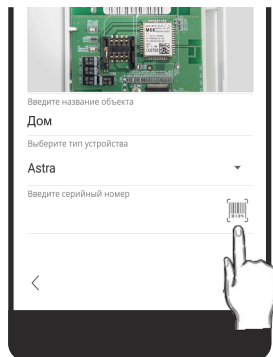 Введите название объекта
Дом
Выберите тип устройства
Astra
Введите серийный номер